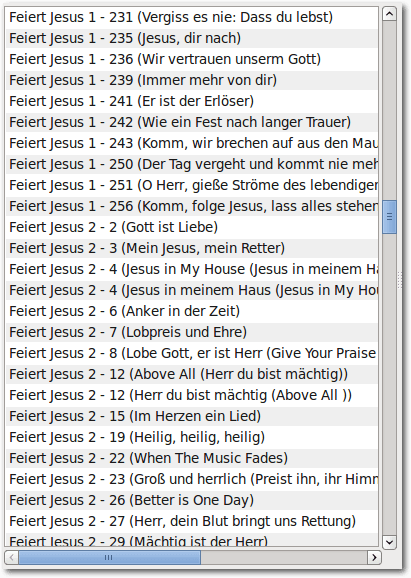 Feiert Jesus 1 - 231 (Vergiss es nie: Dass du lebst)
Feiert Jesus 1 - 235 (Jesus, dir nach)
Feiert Jesus 1 - 236 (Wir vertrauen unserm Gott)
Feiert Jesus 1 - 239 (Immer mehr von dir)
Feiert Jesus 1 - 241 (Er ist der Erlöser)
Feiert Jesus 1 - 242 (Wie ein Fest nach langer Trauer)
Feiert Jesus 1 - 243 (Komm, wir brechen auf aus den Mau
Feiert Jesus 1 - 250 (Der Tag vergeht und kommt nie meh
Feiert Jesus 1 - 251 (O Herr, gieße Ströme des lebendiger
Feiert Jesus 1 - 256 (Komm, folge Jesus, lass alles stehen
Feiert Jesus 2 - 2 (Gott ist Liebe)
Feiert Jesus 2 - 3 (Mein Jesus, mein Retter)
Feiert Jesus 2 - 4 (Jesus in My House (Jesus in meinem Ha
Feiert Jesus 2 - 4 (Jesus in meinem Haus (Jesus in My Hou
Feiert Jesus 2 - 6 (Anker in der Zeit)
Feiert Jesus 2 - 7 (Lobpreis und Ehre)
Feiert Jesus 2 - 8 (Lobe Gott, er ist Herr (Give Your Praise
Feiert Jesus 2 - 12 (Above All (Herr du bist mächtig))
Feiert Jesus 2 - 12 (Herr du bist mächtig (Above All ))
Feiert Jesus 2 - 15 (Im Herzen ein Lied)
Feiert Jesus 2 - 19 (Heilig, heilig, heilig)
Feiert Jesus 2 - 22 (When The Music Fades)
Feiert Jesus 2 - 23 (Groß und herrlich (Preist ihn, ihr Himm
Feiert Jesus 2 - 26 (Better is One Day)
Feiert Jesus 2 - 27 (Herr, dein Blut bringt uns Rettung)
Feiert Jesus 2 - 29 (Mächtig ist der Herr)